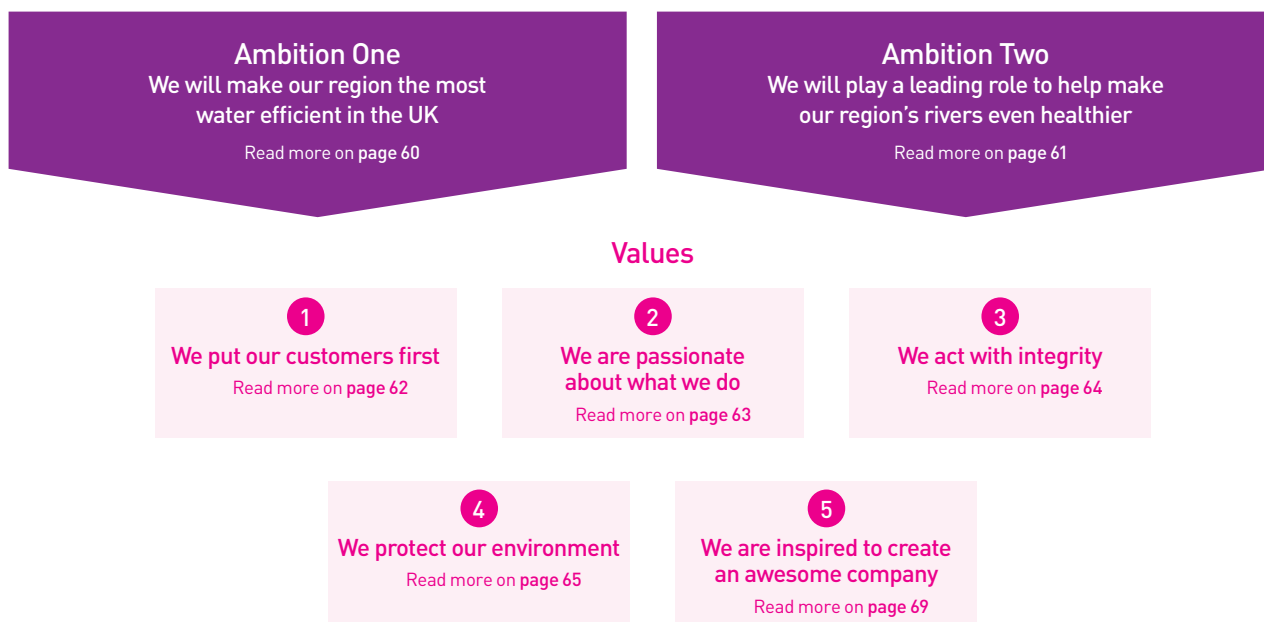 Ambition One
We will make our region the most
water efficient in the UK
Read more on page 60
Ambition Two
We will play a leading role to help make
our region’s rivers even healthier
Read more on page 61
Values
1
We put our customers first
Read more on page 62
2
We are passionate
about what we do
Read more on page 63
3
We act with integrity
Read more on page 64
4
We protect our environment
Read more on page 65
5
We are inspired to create
an awesome company
Read more on page 69